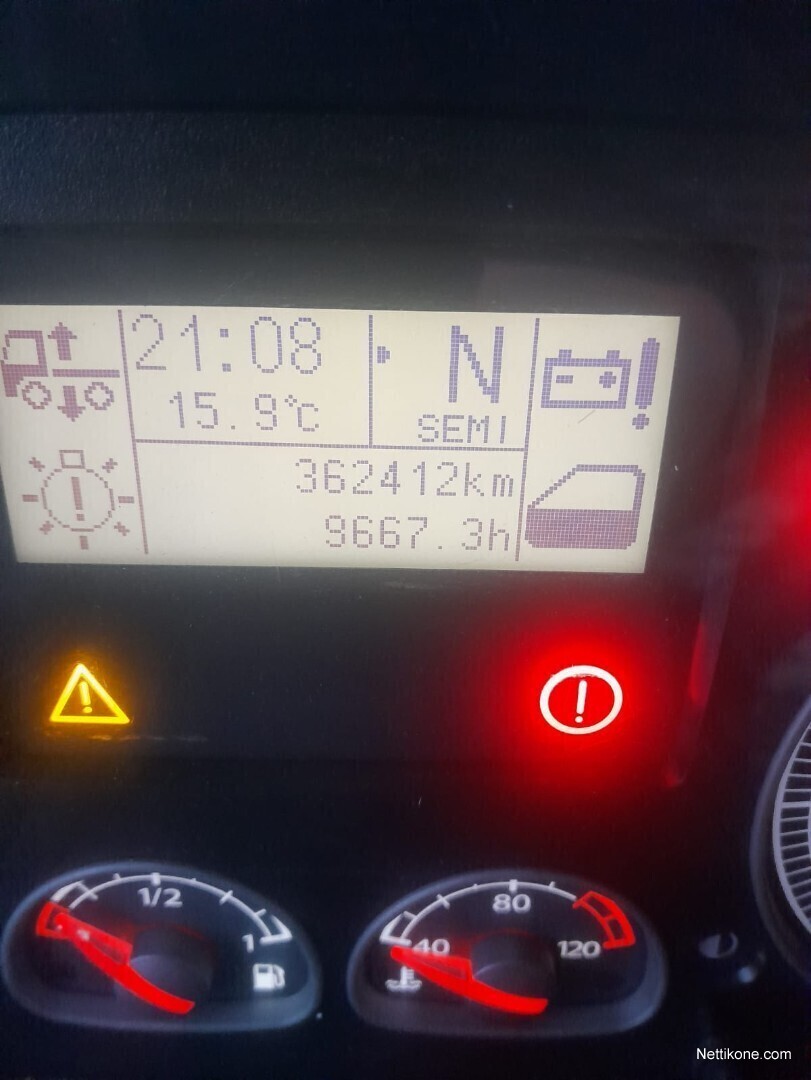 21:08
N
15.9°C
SEMI
362412km
9667.3h
1/2
1
40
80
120
Nettikone.com